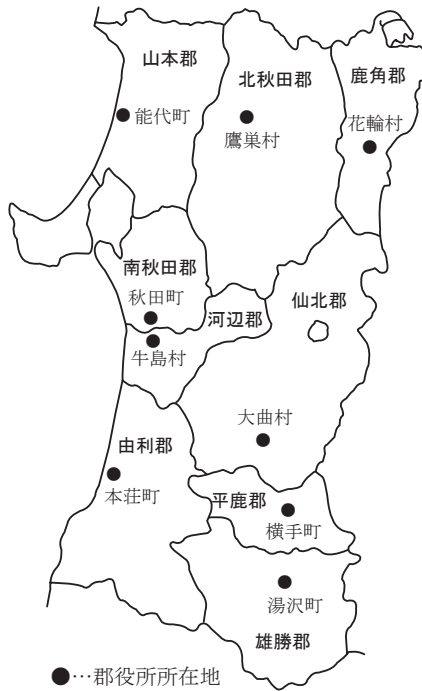 山本郡
北秋田郡
鹿角郡
能代町
鷹巣村
花輪村
南秋田郡
秋田町
河辺郡
仙北郡
牛島村
大曲村
由利郡
本荘町
平鹿郡
横手町
湯沢町
雄勝郡
●…郡役所所在地